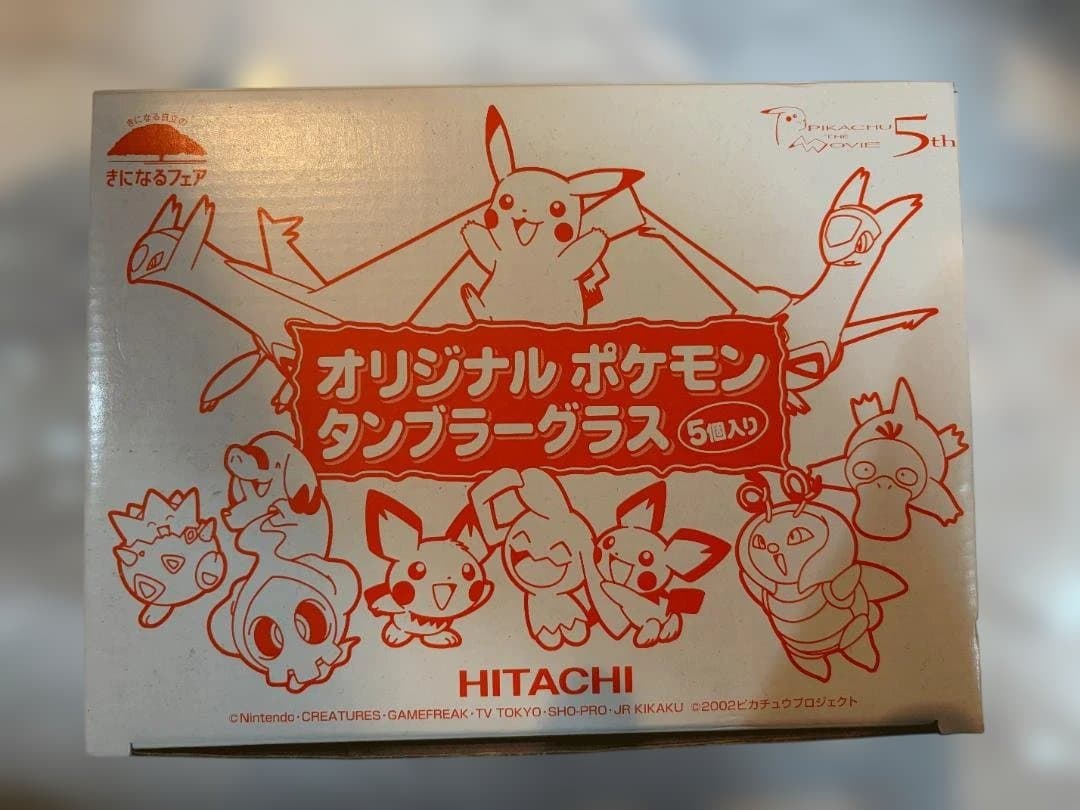 きになる日立の
きになるフェア
PIKACHU
THE
MOVIE
5th
オリジナル ポケモン
タンブラーグラス 5個入り
HITACHI
©Nintendo・CREATURES・GAMEFREAK・TV TOKYO・SHO-PRO・JR KIKAKU ©2002ピカチュウプロジェクト